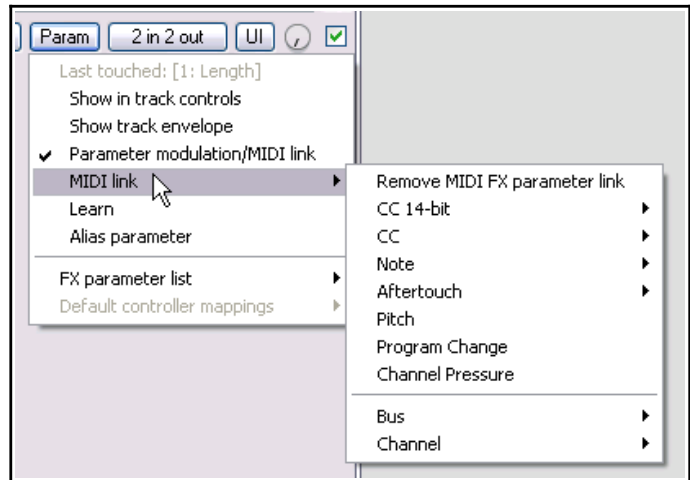 Param 2 in 2 out UI
Last touched: [1: Length]
Show in track controls
Show track envelope
Parameter modulation/MIDI link
MIDI link
Learn
Alias parameter
FX parameter list
Default controller mappings
Remove MIDI FX parameter link
CC 14-bit
CC
Note
Aftertouch
Pitch
Program Change
Channel Pressure
Bus
Channel